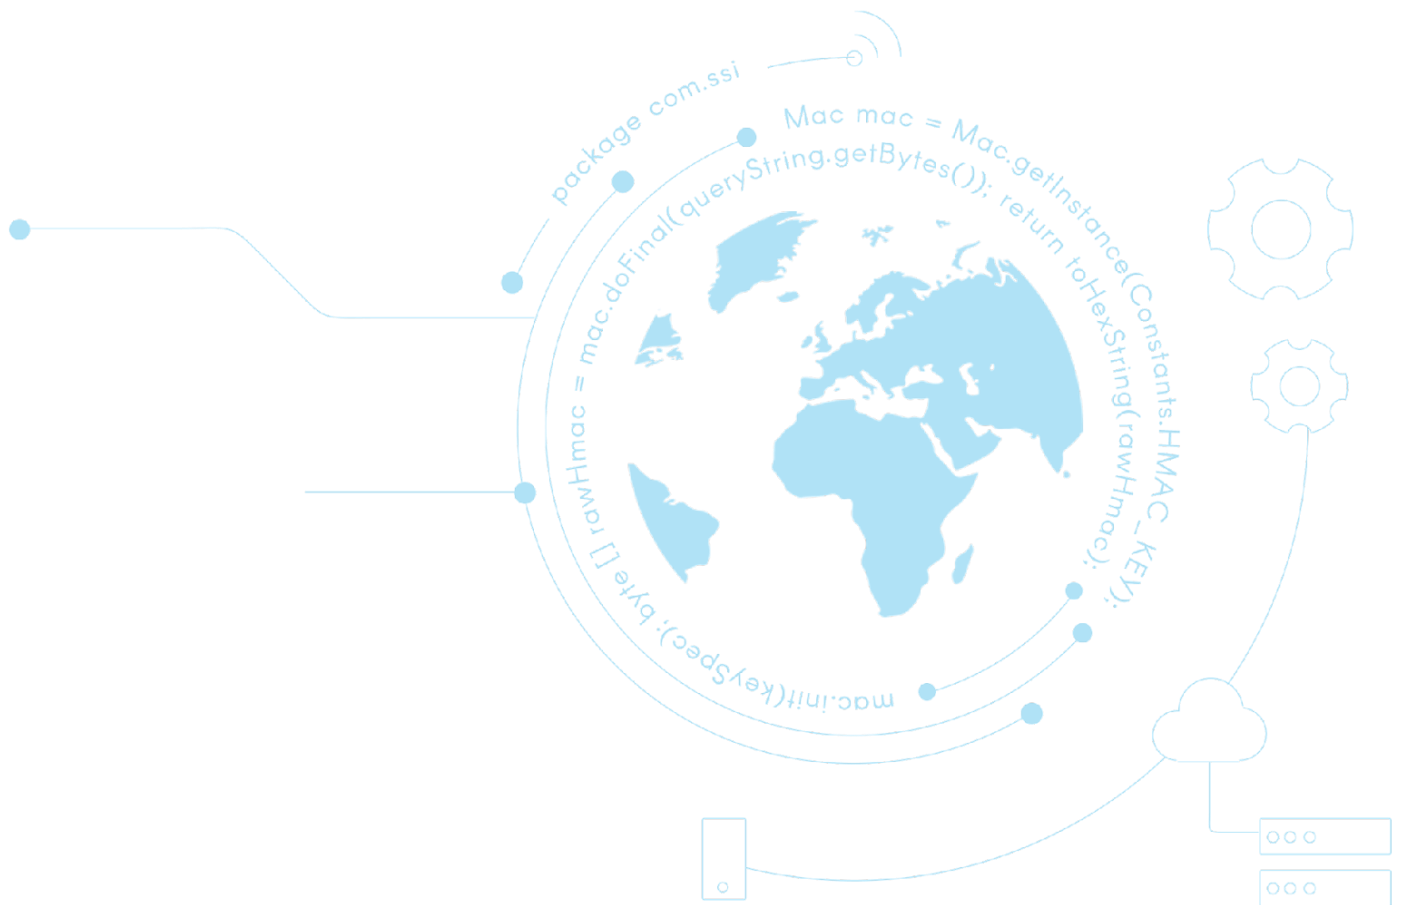 package com.ssi
Mac mac = Mac.getInstance(Constants.HMAC_KEY);
mac.init(keySpec); byte [] rawHmac = mac.doFinal(queryString.getBytes()); return toHexString(rawHmac);